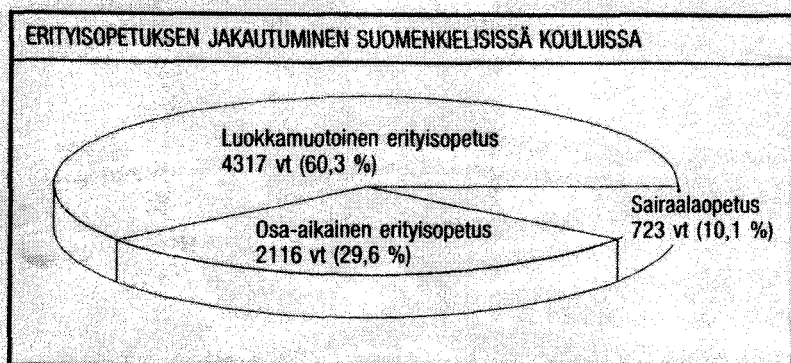 ERITYISOPETUKSEN JAKAUTUMINEN SUOMENKIELISISSÄ KOULUISSA
Luokkamuotoinen erityisopetus
4317 vt (60,3 %)
Osa-aikainen erityisopetus
2116 vt (29,6 %)
Sairaalaopetus
723 vt (10,1 %)